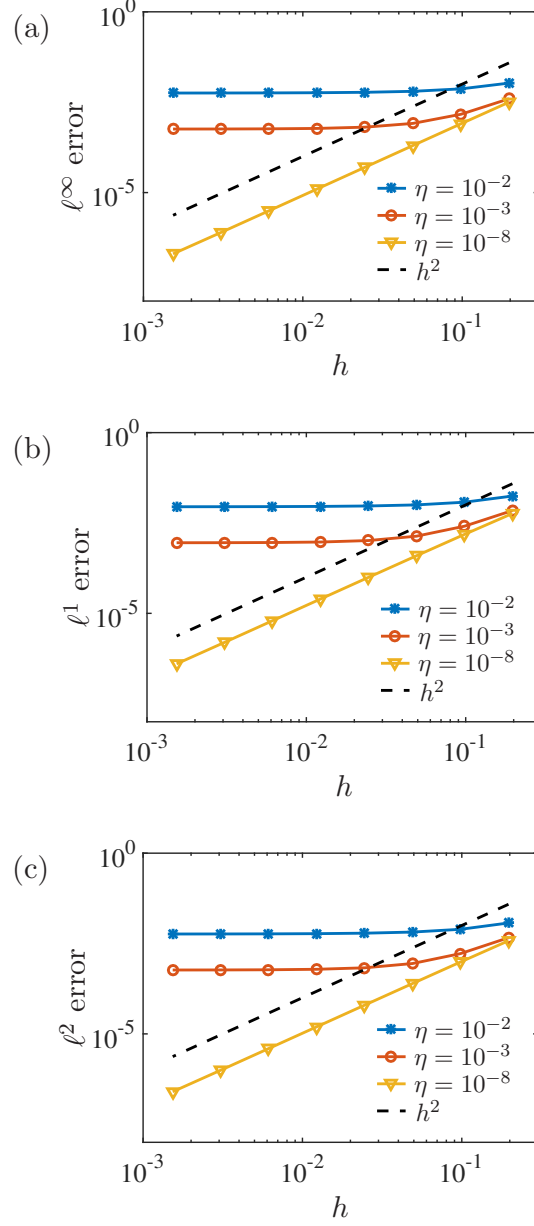 (a)
10^0
10^-5
ℓ^∞ error
η = 10^-2
η = 10^-3
η = 10^-8
h^2
10^-3 10^-2 10^-1
h
(b)
10^0
10^-5
ℓ^1 error
η = 10^-2
η = 10^-3
η = 10^-8
h^2
10^-3 10^-2 10^-1
h
(c)
10^0
10^-5
ℓ^2 error
η = 10^-2
η = 10^-3
η = 10^-8
h^2
10^-3 10^-2 10^-1
h